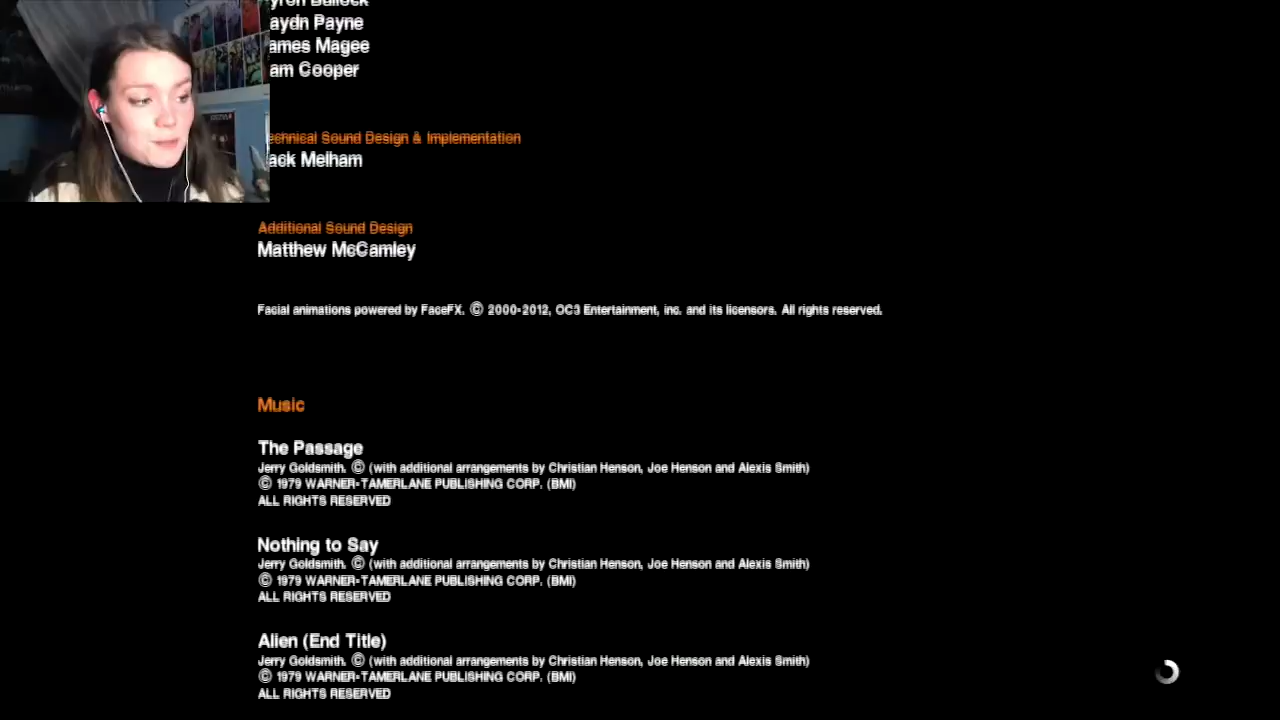 aydn Payne
ames Magee
am Cooper
echnical Sound Design & Implementation
ack Melham
Additional Sound Design
Matthew McCamley
Facial animations powered by FaceFX. © 2000-2012, OC3 Entertainment, inc. and its licensors. All rights reserved.
Music
The Passage
Jerry Goldsmith. © (with additional arrangements by Christian Henson, Joe Henson and Alexis Smith)
© 1979 WARNER-TAMERLANE PUBLISHING CORP. (BMI)
ALL RIGHTS RESERVED
Nothing to Say
Jerry Goldsmith. © (with additional arrangements by Christian Henson, Joe Henson and Alexis Smith)
© 1979 WARNER-TAMERLANE PUBLISHING CORP. (BMI)
ALL RIGHTS RESERVED
Alien (End Title)
Jerry Goldsmith. © (with additional arrangements by Christian Henson, Joe Henson and Alexis Smith)
© 1979 WARNER-TAMERLANE PUBLISHING CORP. (BMI)
ALL RIGHTS RESERVED